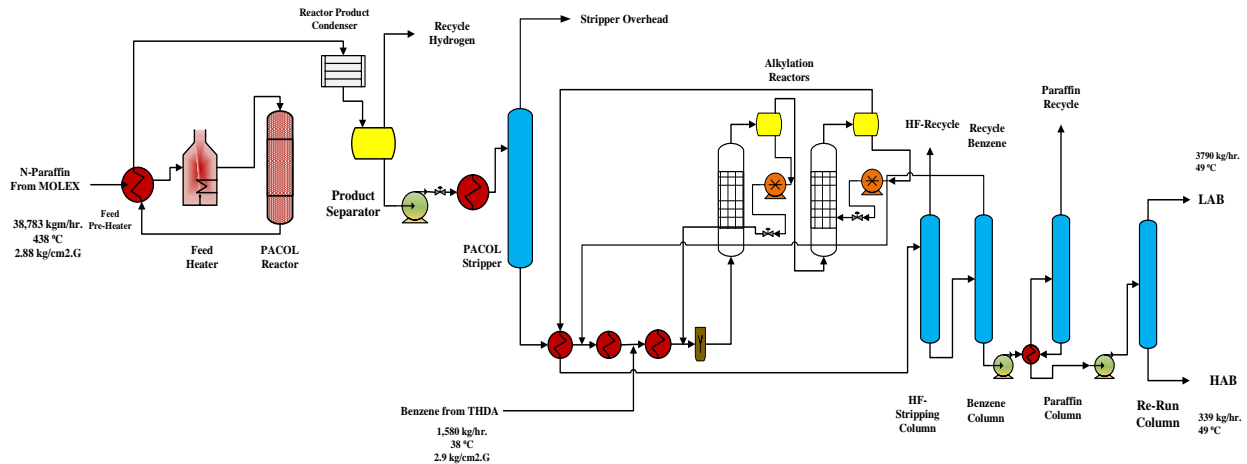 Reactor Product
Condenser
Recycle
Hydrogen
Stripper Overhead
Alkylation
Reactors
Paraffin
Recycle
HF-Recycle
Recycle
Benzene
3790 kg/hr.
49 ºC
LAB
N-Paraffin
From MOLEX
38,783 kgm/hr.
438 ºC
2.88 kg/cm2.G
Feed
Pre-Heater
Feed
Heater
PACOL
Reactor
Product
Separator
PACOL
Stripper
Benzene from THDA
1,580 kg/hr.
38 ºC
2.9 kg/cm2.G
HF-
Stripping
Column
Benzene
Column
Paraffin
Column
Re-Run
Column
HAB
339 kg/hr.
49 ºC